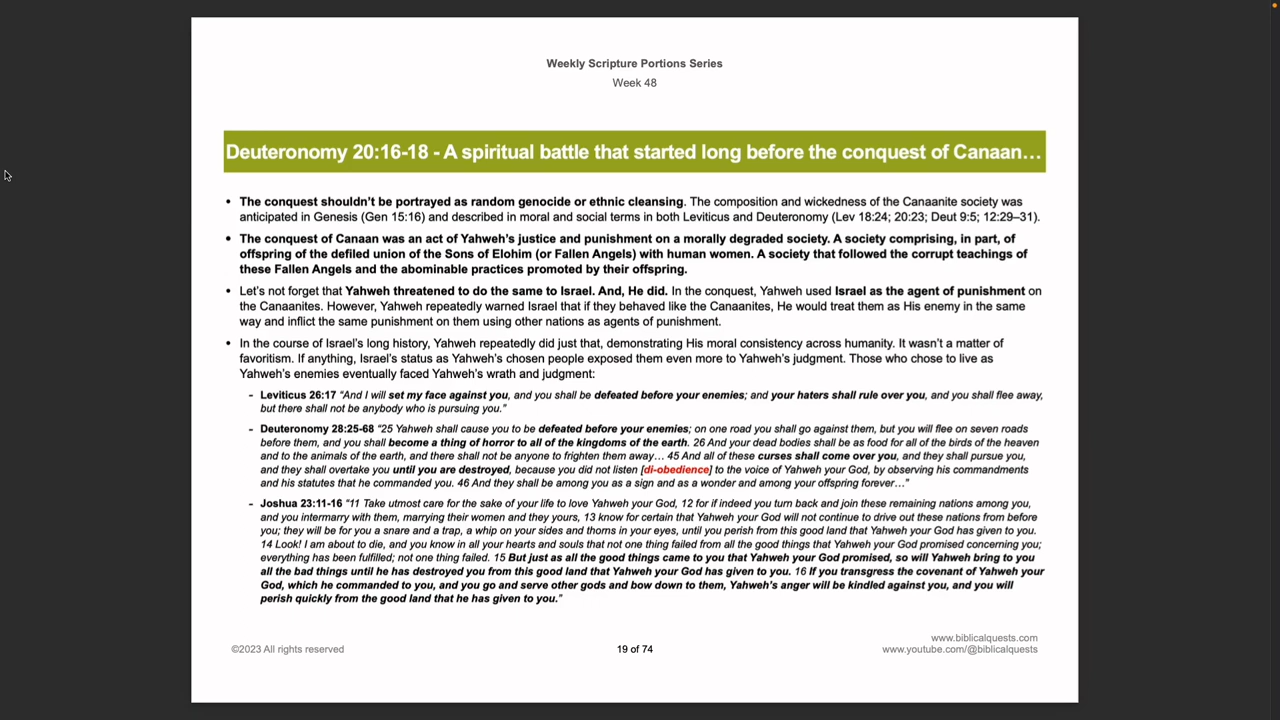 Weekly Scripture Portions Series
Week 48
Deuteronomy 20:16-18 - A spiritual battle that started long before the conquest of Canaan…
• The conquest shouldn't be portrayed as random genocide or ethnic cleansing. The composition and wickedness of the Canaanite society was
anticipated in Genesis (Gen 15:16) and described in moral and social terms in both Leviticus and Deuteronomy (Lev 18:24; 20:23; Deut 9:5; 12:29–31).
• The conquest of Canaan was an act of Yahweh's justice and punishment on a morally degraded society. A society comprising, in part, of
offspring of the defiled union of the Sons of Elohim (or Fallen Angels) with human women. A society that followed the corrupt teachings of
these Fallen Angels and the abominable practices promoted by their offspring.
• Let's not forget that Yahweh threatened to do the same to Israel. And, He did. In the conquest, Yahweh used Israel as the agent of punishment on
the Canaanites. However, Yahweh repeatedly warned Israel that if they behaved like the Canaanites, He would treat them as His enemy in the same
way and inflict the same punishment on them using other nations as agents of punishment.
• In the course of Israel's long history, Yahweh repeatedly did just that, demonstrating His moral consistency across humanity. It wasn't a matter of
favoritism. If anything, Israel's status as Yahweh's chosen people exposed them even more to Yahweh's judgment. Those who chose to live as
Yahweh's enemies eventually faced Yahweh's wrath and judgment:
- Leviticus 26:17 "And I will set my face against you, and you shall be defeated before your enemies; and your haters shall rule over you, and you shall flee away,
but there shall not be anybody who is pursuing you."
- Deuteronomy 28:25-68 "25 Yahweh shall cause you to be defeated before your enemies; on one road you shall go against them, but you will flee on seven roads
before them, and you shall become a thing of horror to all of the kingdoms of the earth. 26 And your dead bodies shall be as food for all of the birds of the heaven
and to the animals of the earth, and there shall not be anyone to frighten them away… 45 And all of these curses shall come over you, and they shall pursue you,
and they shall overtake you until you are destroyed, because you did not listen [di-obedience] to the voice of Yahweh your God, by observing his commandments
and his statutes that he commanded you. 46 And they shall be among you as a sign and as a wonder and among your offspring forever…"
- Joshua 23:11-16 "11 Take utmost care for the sake of your life to love Yahweh your God, 12 for if indeed you turn back and join these remaining nations among you,
and you intermarry with them, marrying their women and they yours, 13 know for certain that Yahweh your God will not continue to drive out these nations from before
you; they will be for you a snare and a trap, a whip on your sides and thorns in your eyes, until you perish from this good land that Yahweh your God has given to you.
14 Look! I am about to die, and you know in all your hearts and souls that not one thing failed from all the good things that Yahweh your God promised concerning you;
everything has been fulfilled; not one thing failed. 15 But just as all the good things came to you that Yahweh your God promised, so will Yahweh bring to you
all the bad things until he has destroyed you from this good land that Yahweh your God has given to you. 16 If you transgress the covenant of Yahweh your
God, which he commanded to you, and you go and serve other gods and bow down to them, Yahweh's anger will be kindled against you, and you will
perish quickly from the good land that he has given to you."
www.biblicalquests.com
©2023 All rights reserved
19 of 74
www.youtube.com/@biblicalquests